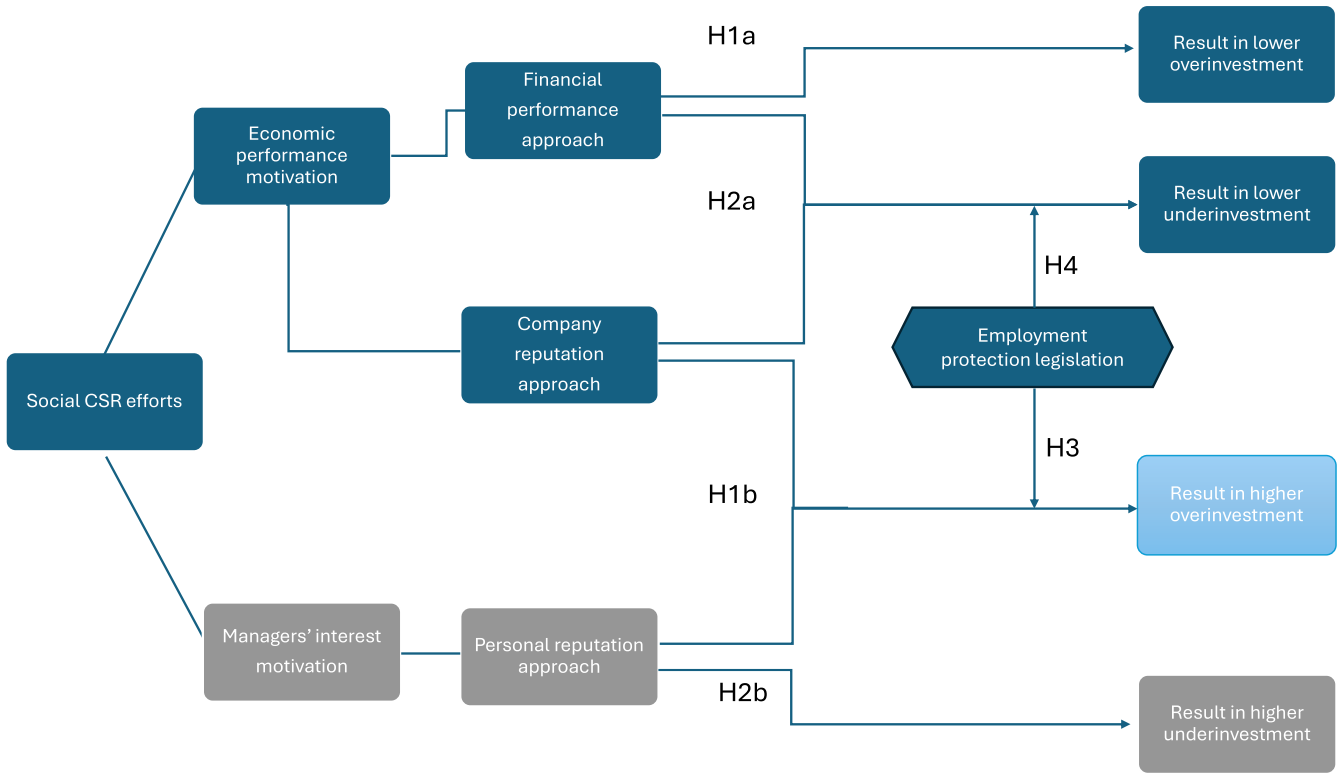 H1a
Result in lower
overinvestment
Financial
performance
approach
Economic
performance
motivation
H2a
Result in lower
underinvestment
H4
Company
reputation
approach
Employment
protection legislation
Social CSR efforts
H3
H1b
Result in higher
overinvestment
Managers’ interest
motivation
Personal reputation
approach
H2b
Result in higher
underinvestment